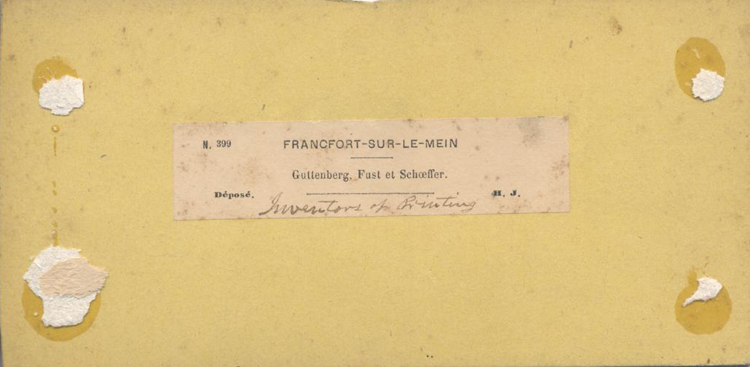 N. 399 FRANCFORT-SUR-LE-MEIN
Guttenberg, Fust et Schœffer.
Déposé. H. J.
Inventors of Printing